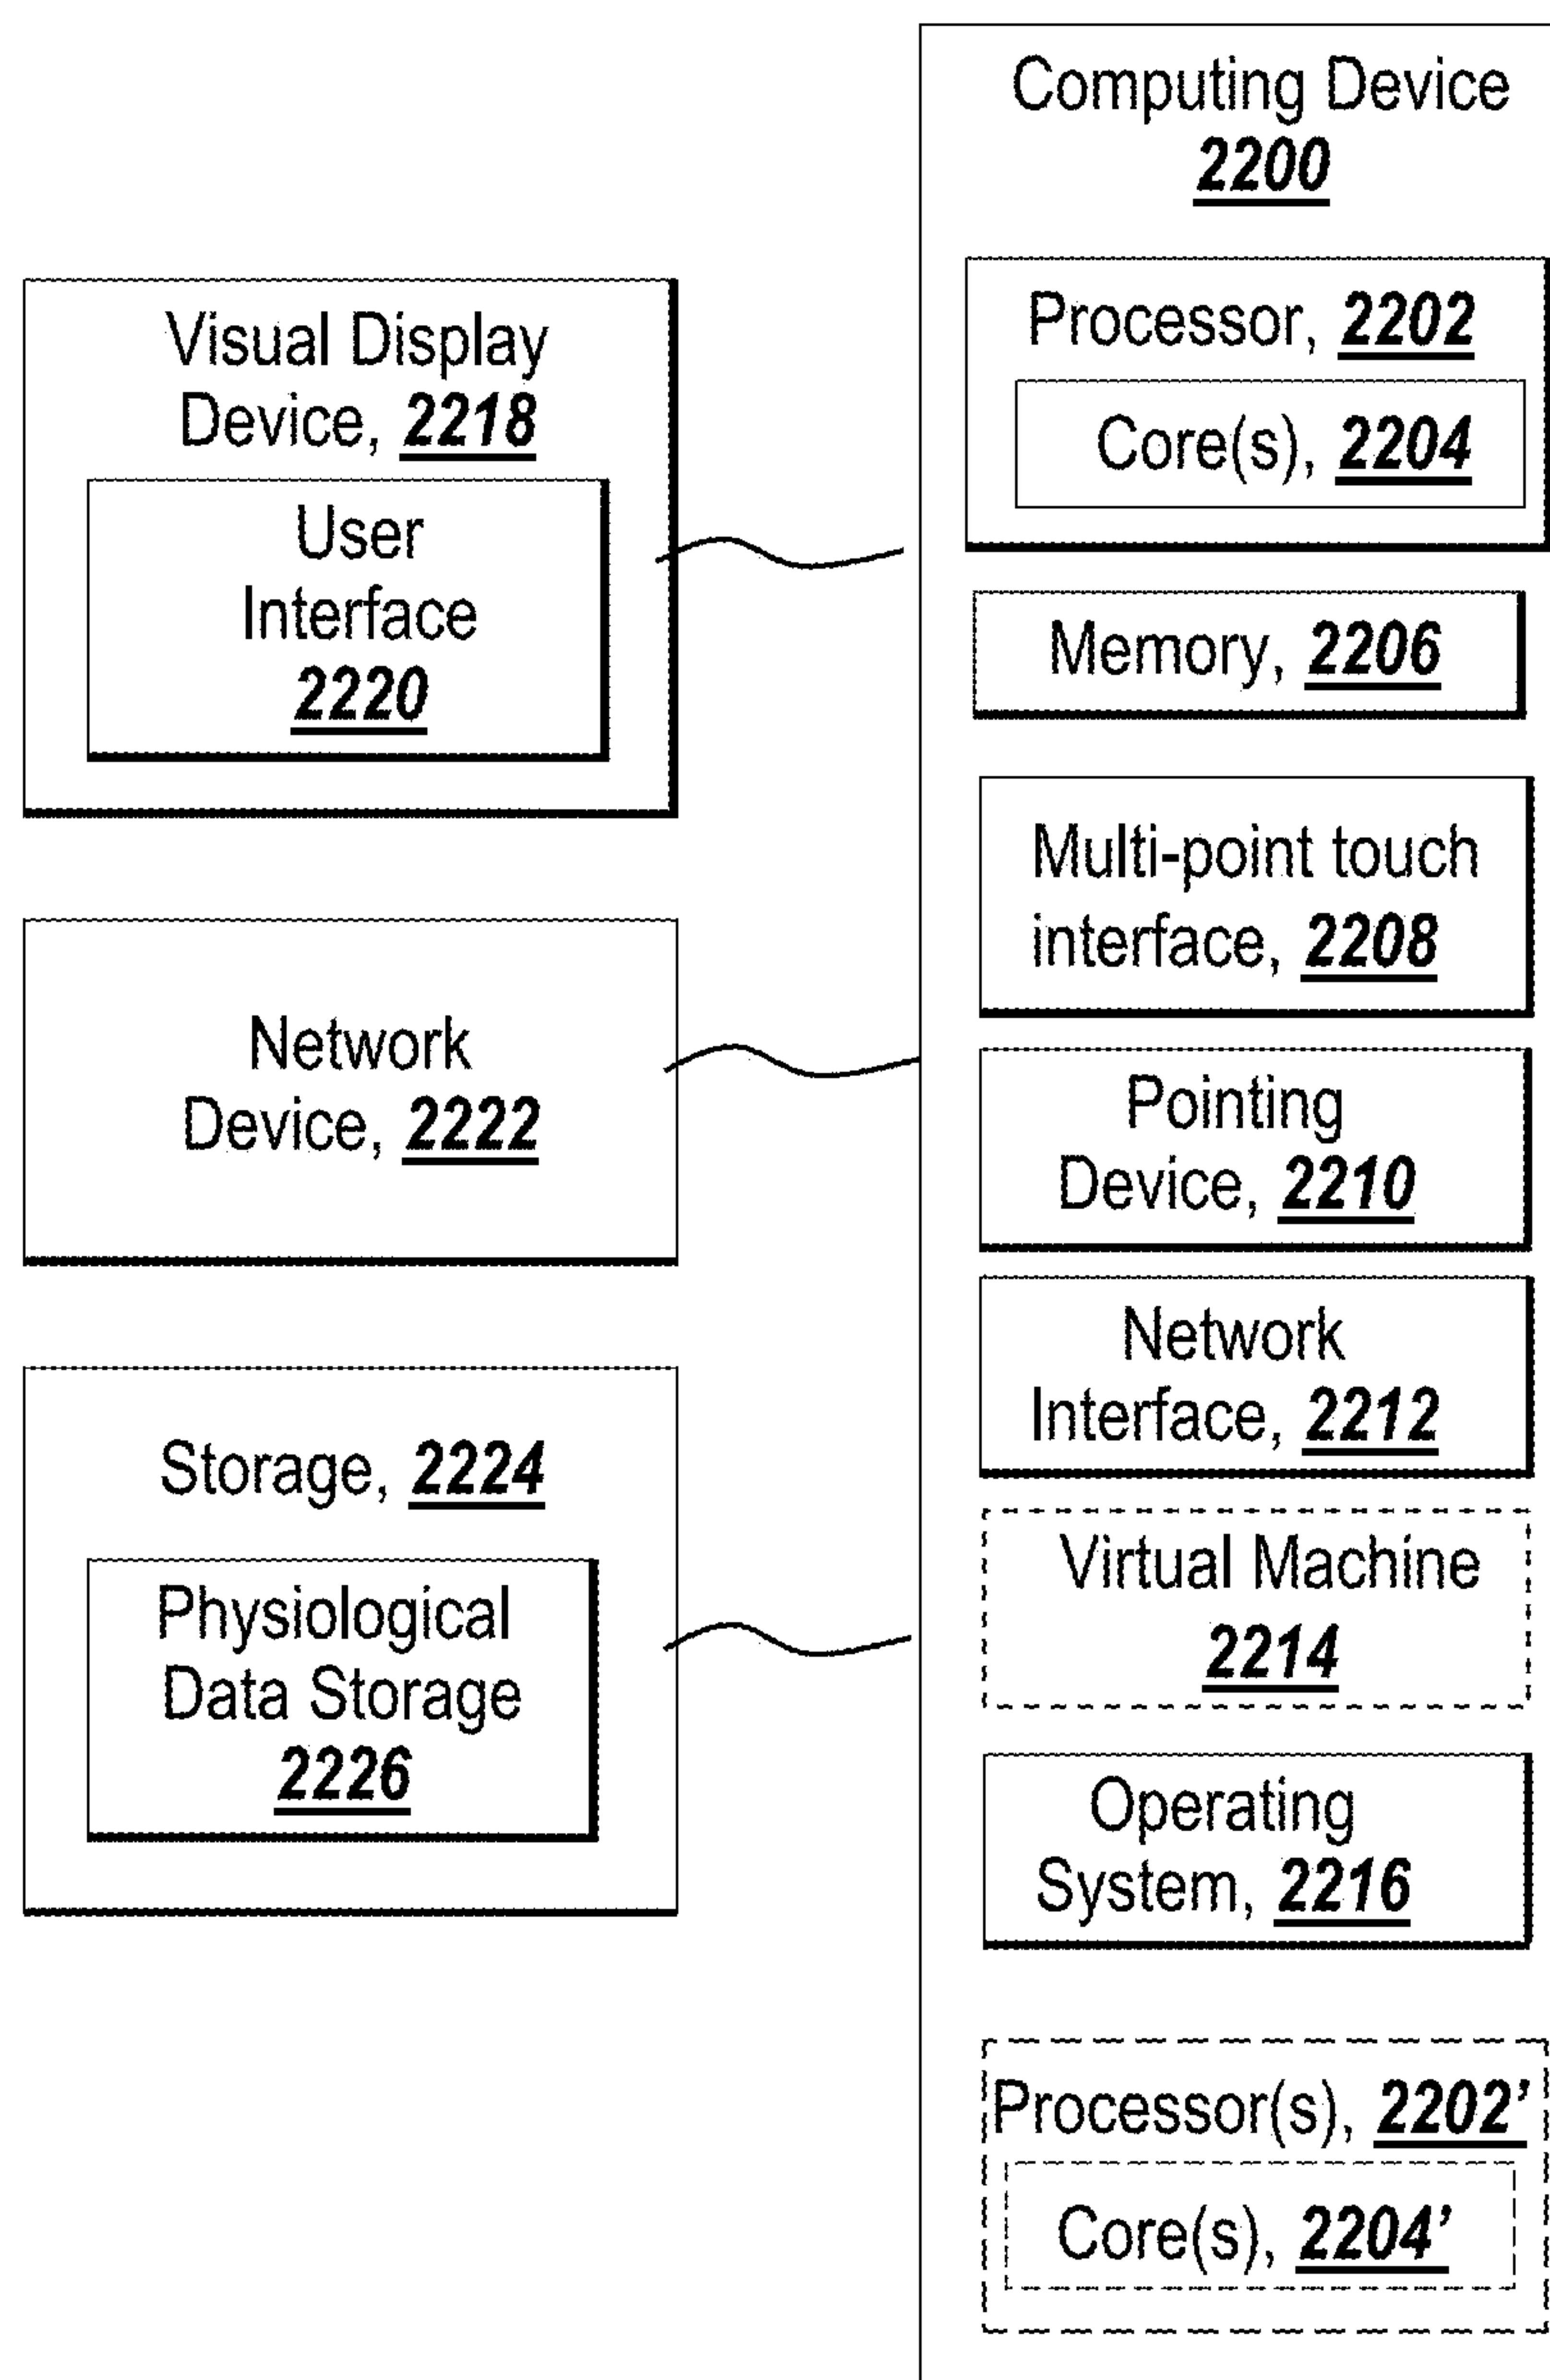 Computing Device
2200
Visual Display
Device, 2218
User
Interface
2220
Network
Device, 2222
Storage, 2224
Physiological
Data Storage
2226
Processor, 2202
Core(s), 2204
Memory, 2206
Multi-point touch
interface, 2208
Pointing
Device, 2210
Network
Interface, 2212
Virtual Machine
2214
Operating
System, 2216
Processor(s), 2202’
Core(s), 2204’